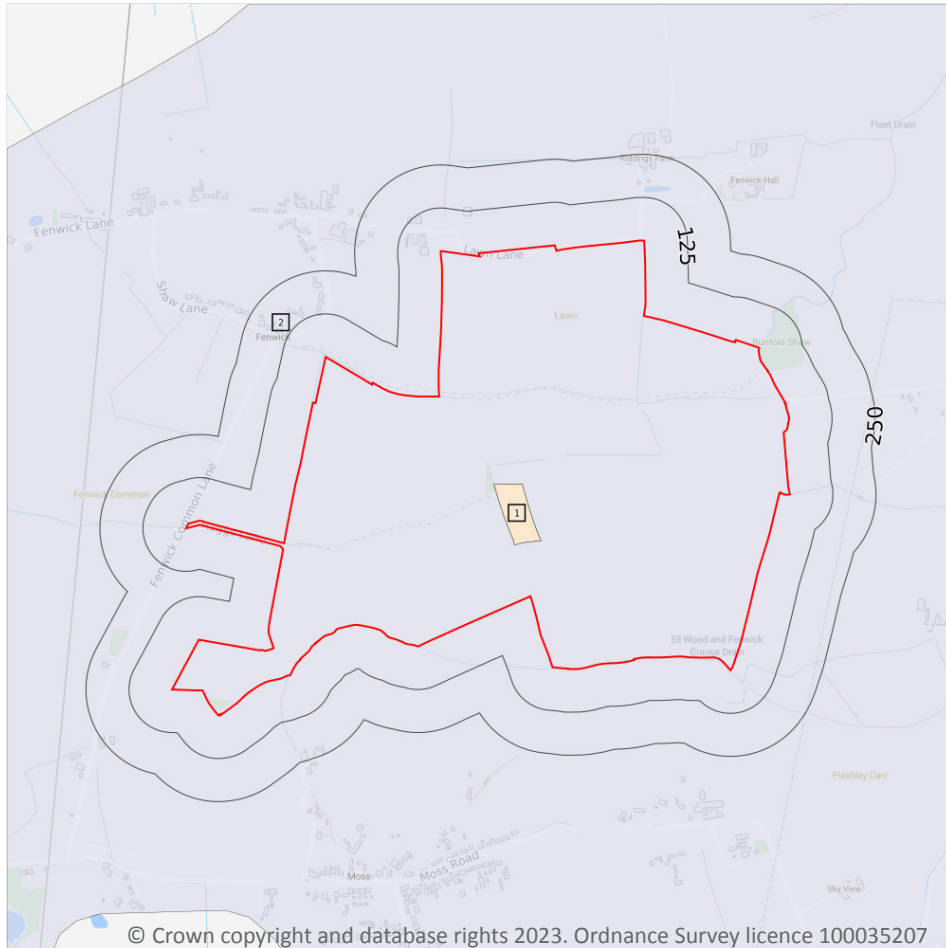 Fleet Drain
Riddings Farm
Fenwick Hall
Fenwick Lane
125
Lawn Lane
Shaw Lane
Lawn
2
Fenwick
Bunfold Shaw
250
Fenwick Common
Fenwick Common Lane
1
Ell Wood and Fenwick
Grange Drain
Flashley Carr
Moss Road
Moss
Sky View
© Crown copyright and database rights 2023. Ordnance Survey licence 100035207